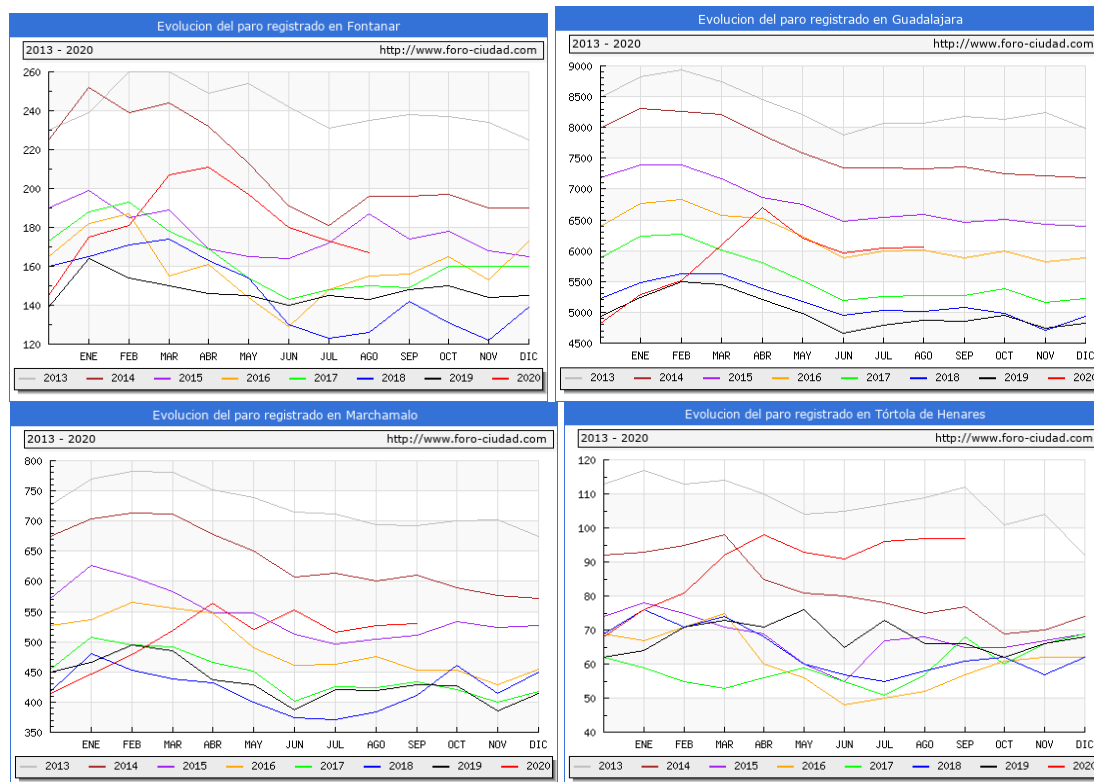 Evolucion del paro registrado en Fontanar
2013 - 2020 http://www.foro-ciudad.com
260
240
220
200
180
160
140
120
ENE FEB MAR ABR MAY JUN JUL AGO SEP OCT NOV DIC
2013 2014 2015 2016 2017 2018 2019 2020
Evolucion del paro registrado en Guadalajara
2013 - 2020 http://www.foro-ciudad.com
9000
8500
8000
7500
7000
6500
6000
5500
5000
4500
ENE FEB MAR ABR MAY JUN JUL AGO SEP OCT NOV DIC
2013 2014 2015 2016 2017 2018 2019 2020
Evolucion del paro registrado en Marchamalo
2013 - 2020 http://www.foro-ciudad.com
800
750
700
650
600
550
500
450
400
350
ENE FEB MAR ABR MAY JUN JUL AGO SEP OCT NOV DIC
2013 2014 2015 2016 2017 2018 2019 2020
Evolucion del paro registrado en Tórtola de Henares
2013 - 2020 http://www.foro-ciudad.com
120
110
100
90
80
70
60
50
40
ENE FEB MAR ABR MAY JUN JUL AGO SEP OCT NOV DIC
2013 2014 2015 2016 2017 2018 2019 2020